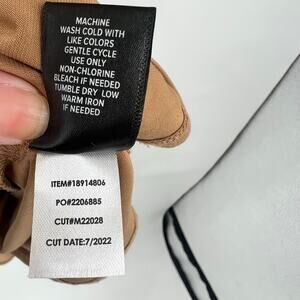 MACHINE
WASH COLD WITH
LIKE COLORS
GENTLE CYCLE
USE ONLY
NON-CHLORINE
BLEACH IF NEEDED
TUMBLE DRY LOW
WARM IRON
IF NEEDED
ITEM#18914806
PO#2206885
CUT#M22028
CUT DATE:7/2022